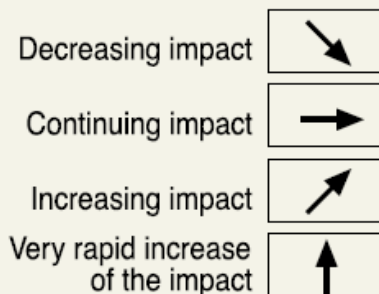 Decreasing impact
Continuing impact
Increasing impact
Very rapid increase
of the impact